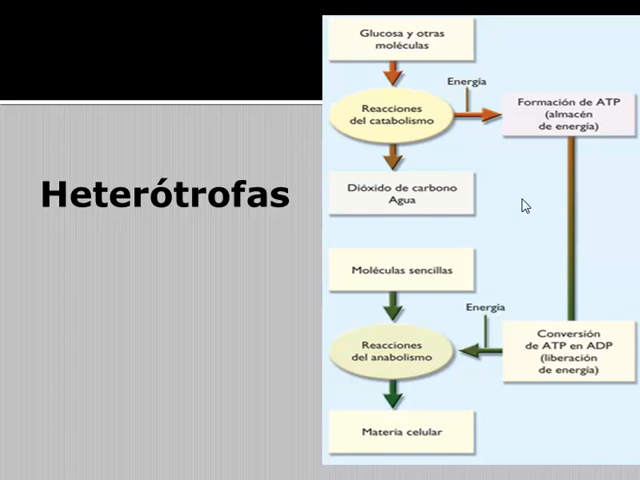 Heterótrofas
Glucosa y otras
moléculas
Energía
Reacciones
del catabolismo
Formación de ATP
(almacén
de energía)
Dióxido de carbono
Agua
Moléculas sencillas
Energía
Reacciones
del anabolismo
Conversión
de ATP en ADP
(liberación
de energía)
Materia celular